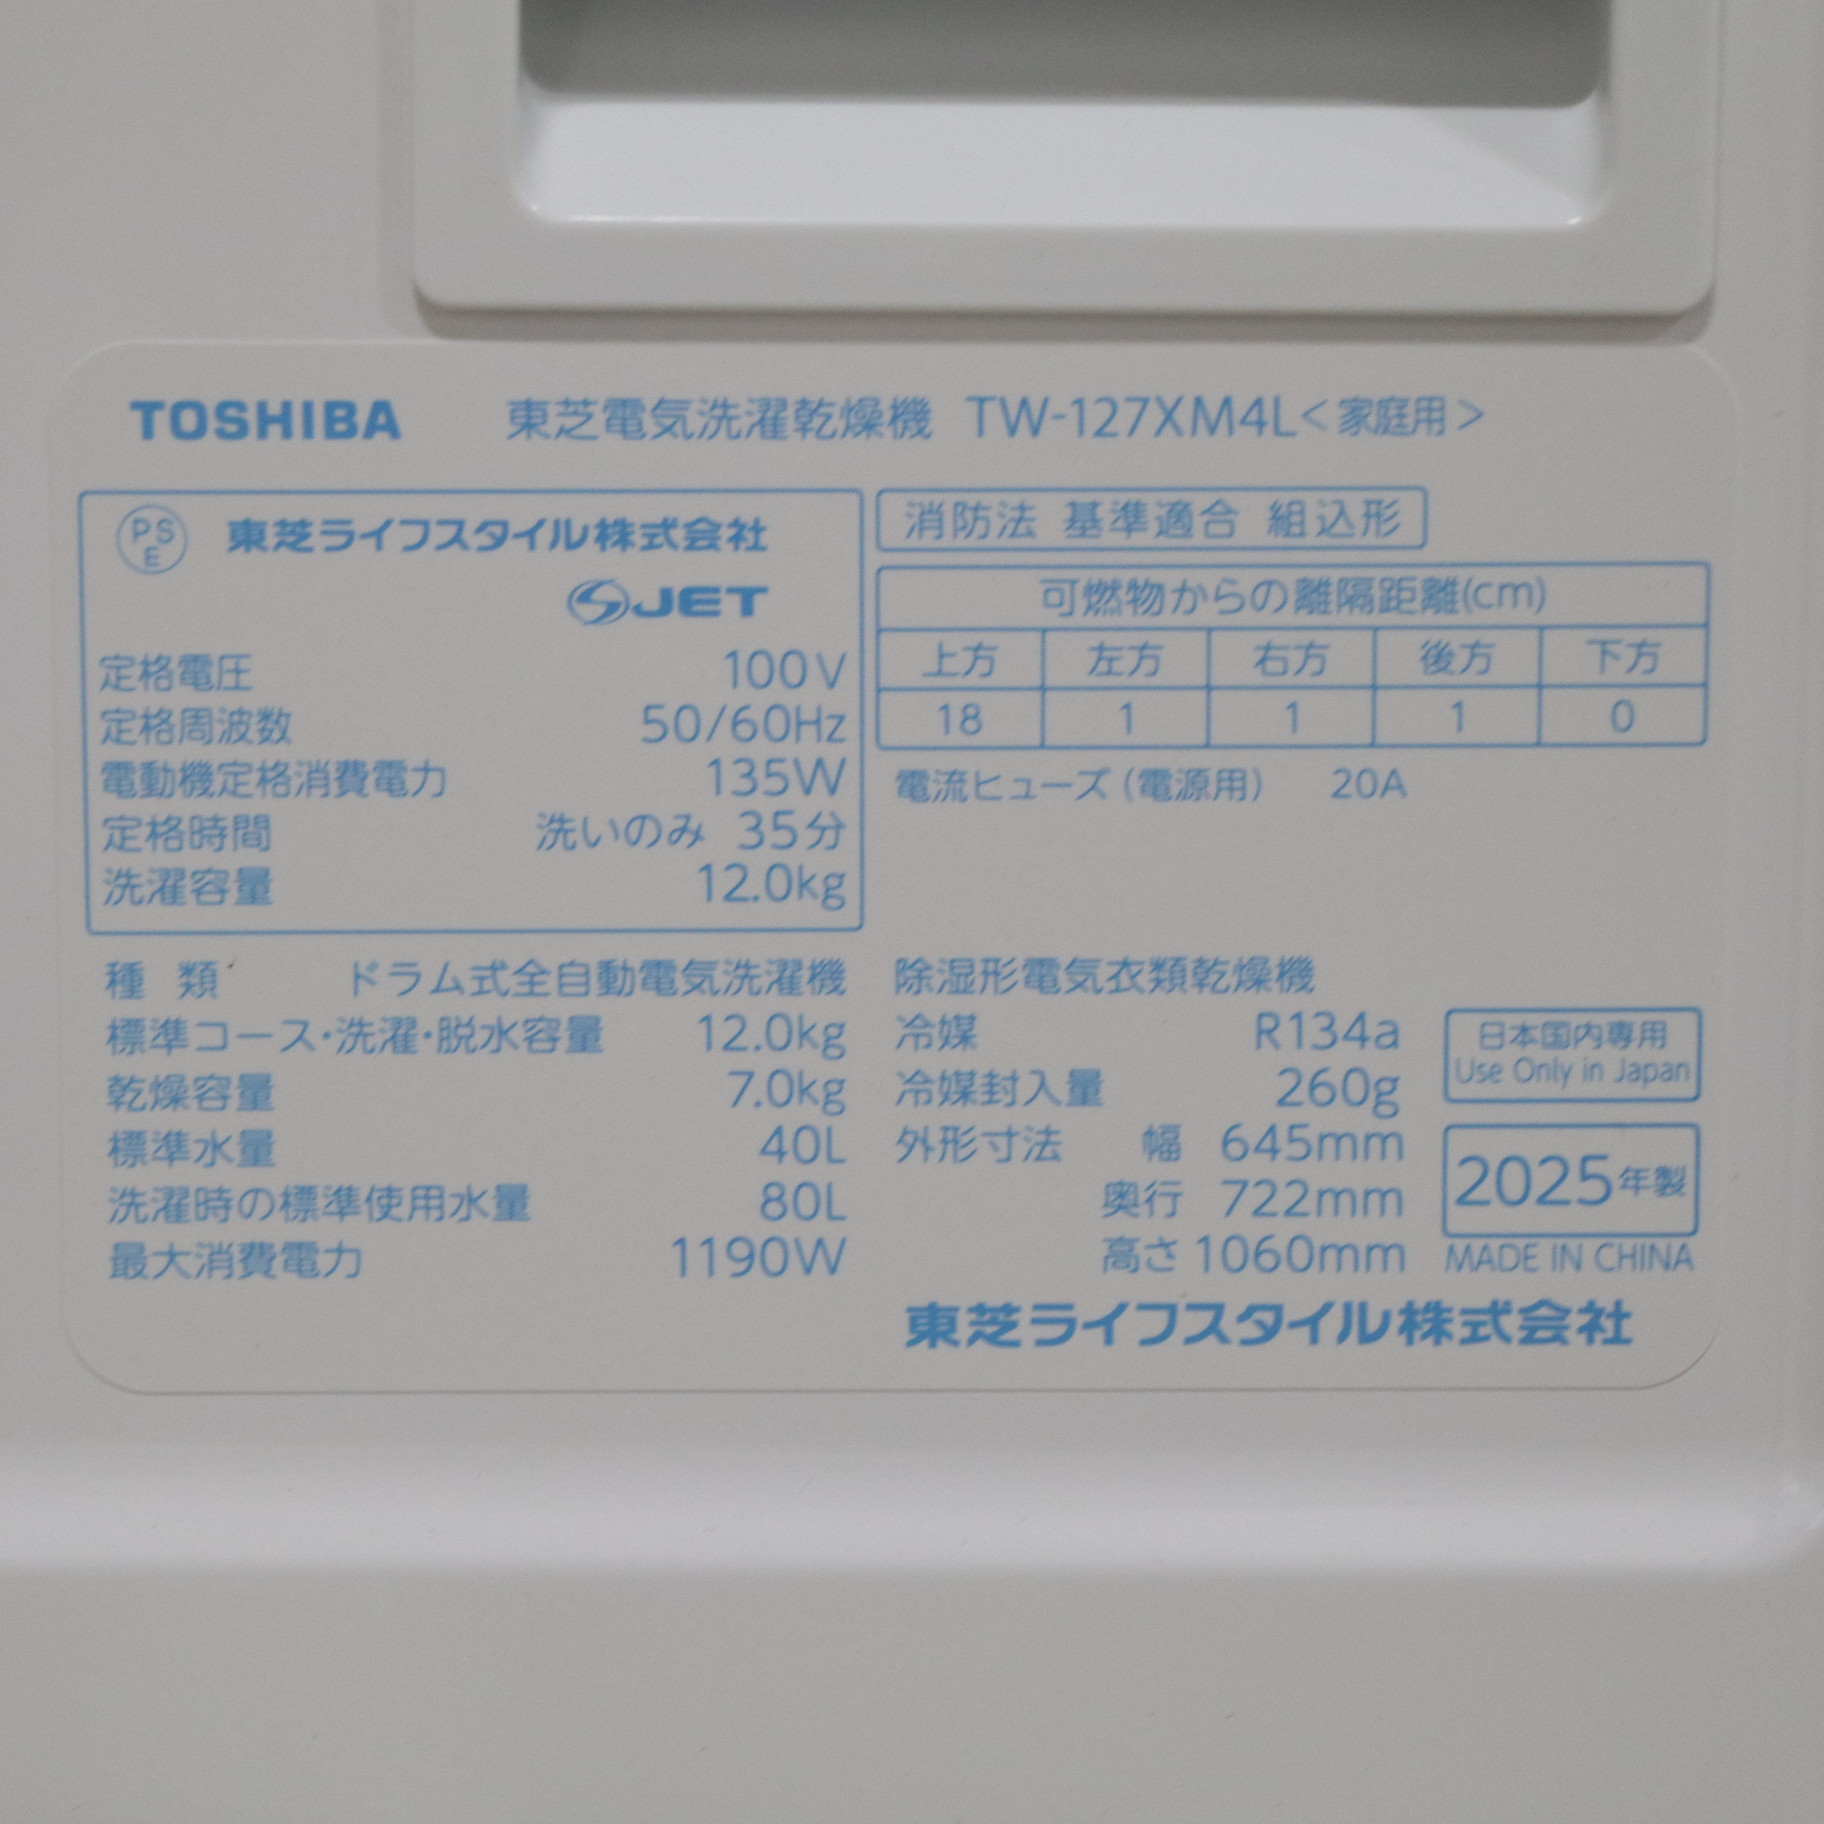 TOSHIBA 東芝電気洗濯乾燥機 TW-127XM4L<家庭用>
PSE 東芝ライフスタイル株式会社
S JET
定格電圧 100V
定格周波数 50/60Hz
電動機定格消費電力 135W
定格時間 洗いのみ 35分
洗濯容量 12.0kg
消防法 基準適合 組込形
可燃物からの離隔距離(cm)
上方 左方 右方 後方 下方
18 1 1 1 0
電流ヒューズ(電源用) 20A
種類 ドラム式全自動電気洗濯機
標準コース・洗濯・脱水容量 12.0kg
乾燥容量 7.0kg
標準水量 40L
洗濯時の標準使用水量 80L
最大消費電力 1190W
除湿形電気衣類乾燥機
冷媒 R134a
冷媒封入量 260g
外形寸法 幅 645mm
奥行 722mm
高さ 1060mm
日本国内専用
Use Only in Japan
2025年製
MADE IN CHINA
東芝ライフスタイル株式会社